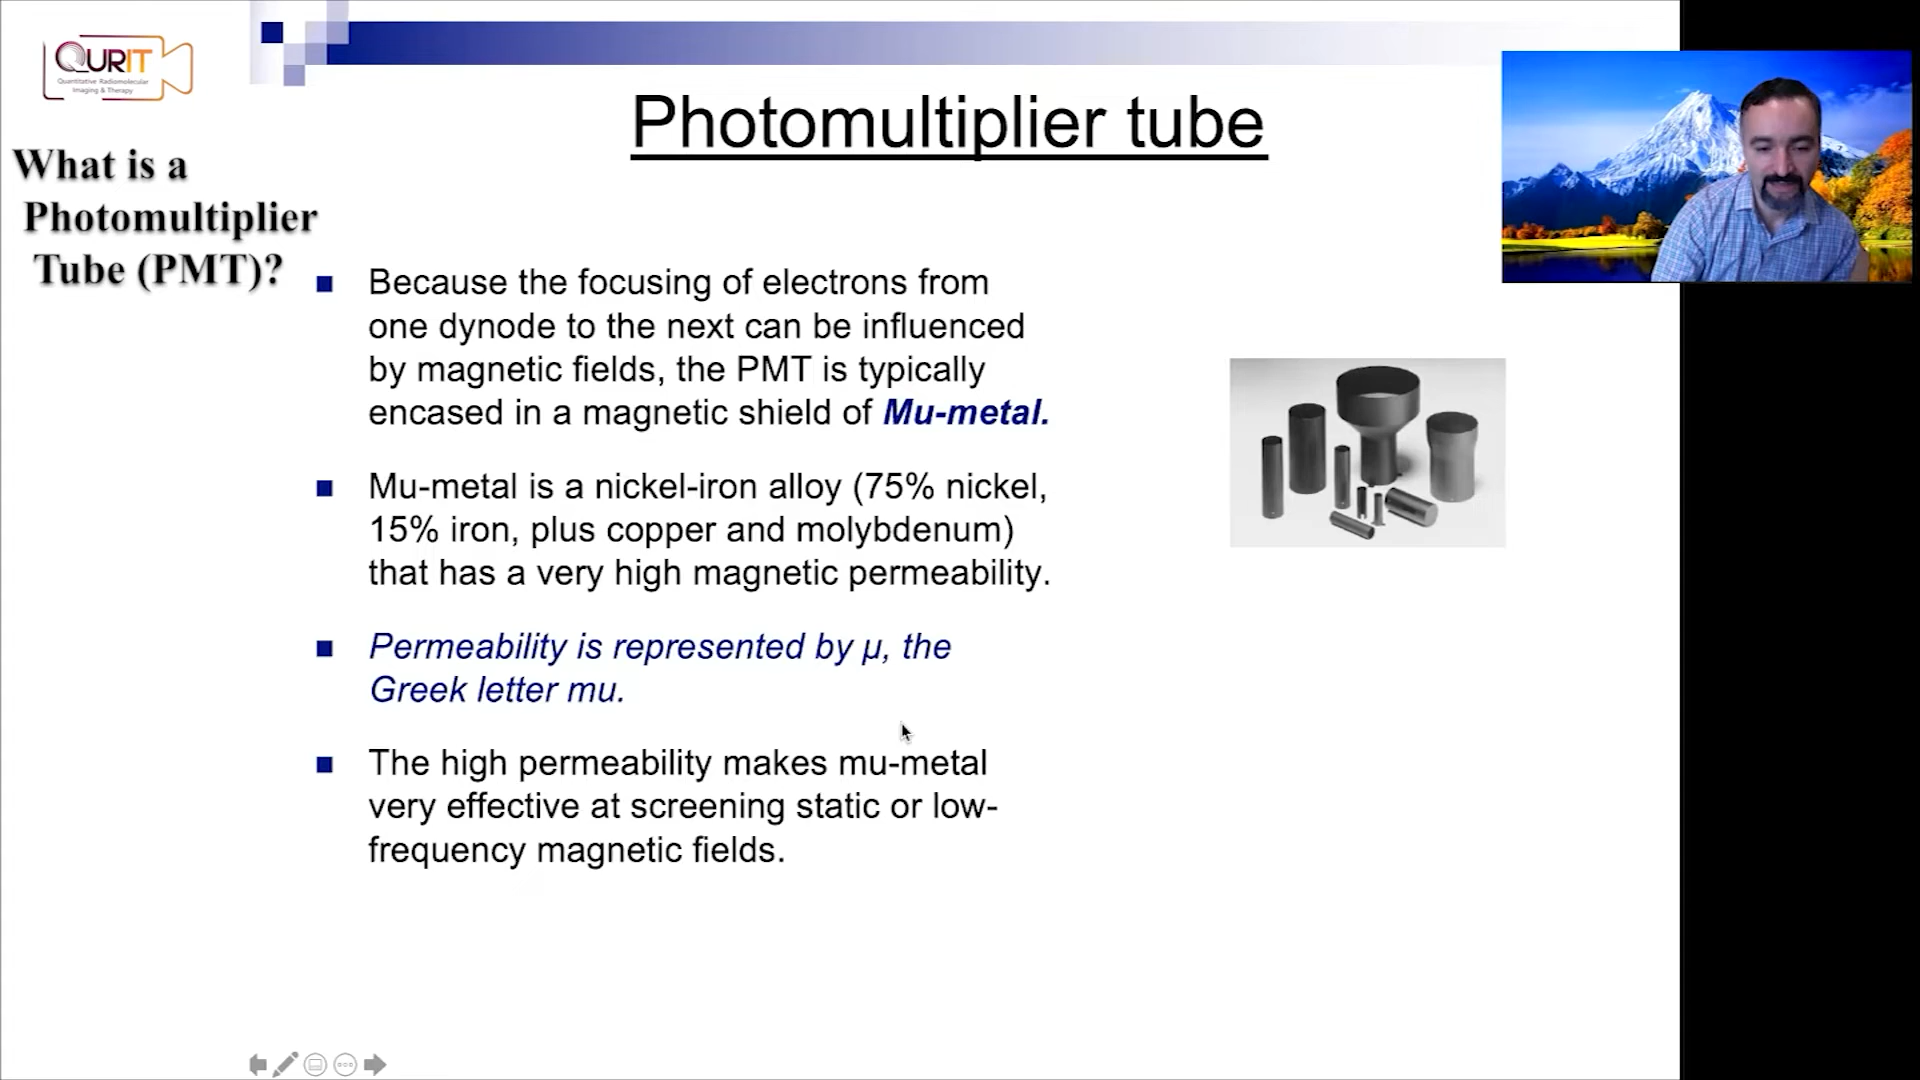 QURIT
Quantitative Radiomolecular
Imaging & Therapy
What is a
Photomultiplier
Tube (PMT)?
Photomultiplier tube
Because the focusing of electrons from
one dynode to the next can be influenced
by magnetic fields, the PMT is typically
encased in a magnetic shield of Mu-metal.
Mu-metal is a nickel-iron alloy (75% nickel,
15% iron, plus copper and molybdenum)
that has a very high magnetic permeability.
Permeability is represented by μ, the
Greek letter mu.
The high permeability makes mu-metal
very effective at screening static or low-
frequency magnetic fields.